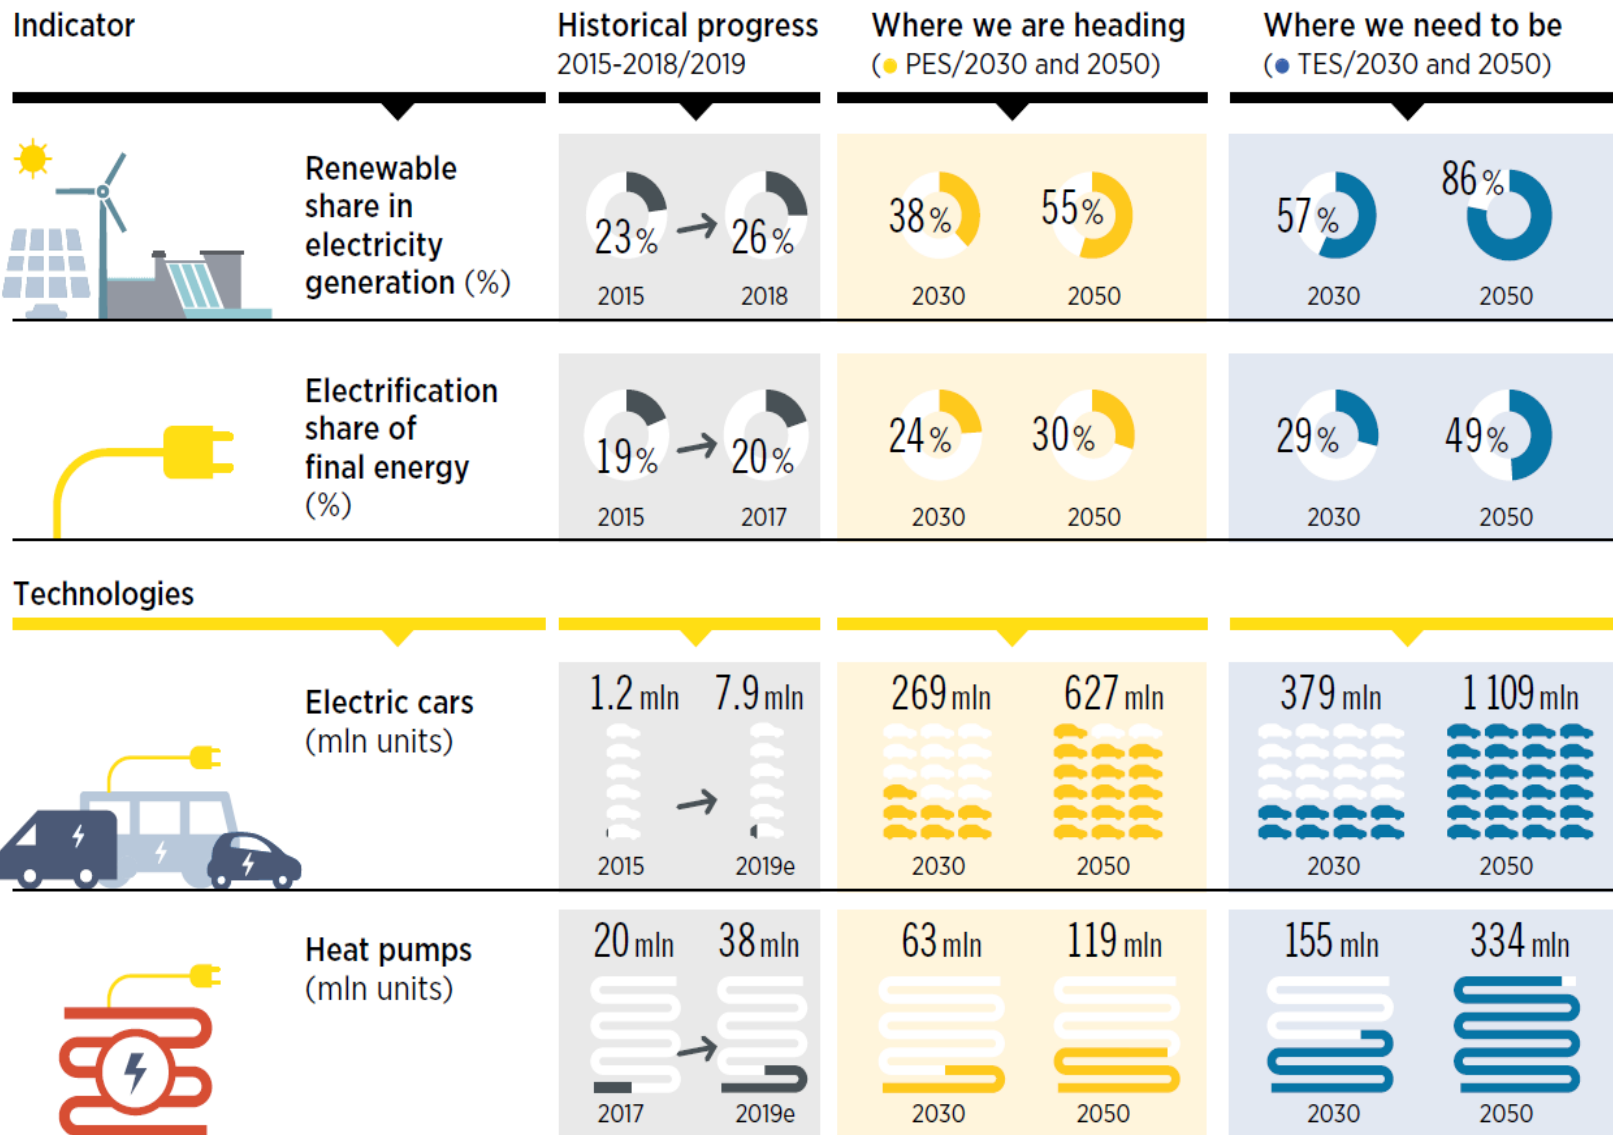 Indicator
Historical progress
2015-2018/2019
Where we are heading
(● PES/2030 and 2050)
Where we need to be
(● TES/2030 and 2050)
Renewable
share in
electricity
generation (%)
23% → 26%
2015 2018
38% 55%
2030 2050
57% 86%
2030 2050
Electrification
share of
final energy
(%)
19% → 20%
2015 2017
24% 30%
2030 2050
29% 49%
2030 2050
Technologies
Electric cars
(mln units)
1.2 mln 7.9 mln
2015 2019e
269 mln 627 mln
2030 2050
379 mln 1 109 mln
2030 2050
Heat pumps
(mln units)
20 mln 38 mln
2017 2019e
63 mln 119 mln
2030 2050
155 mln 334 mln
2030 2050